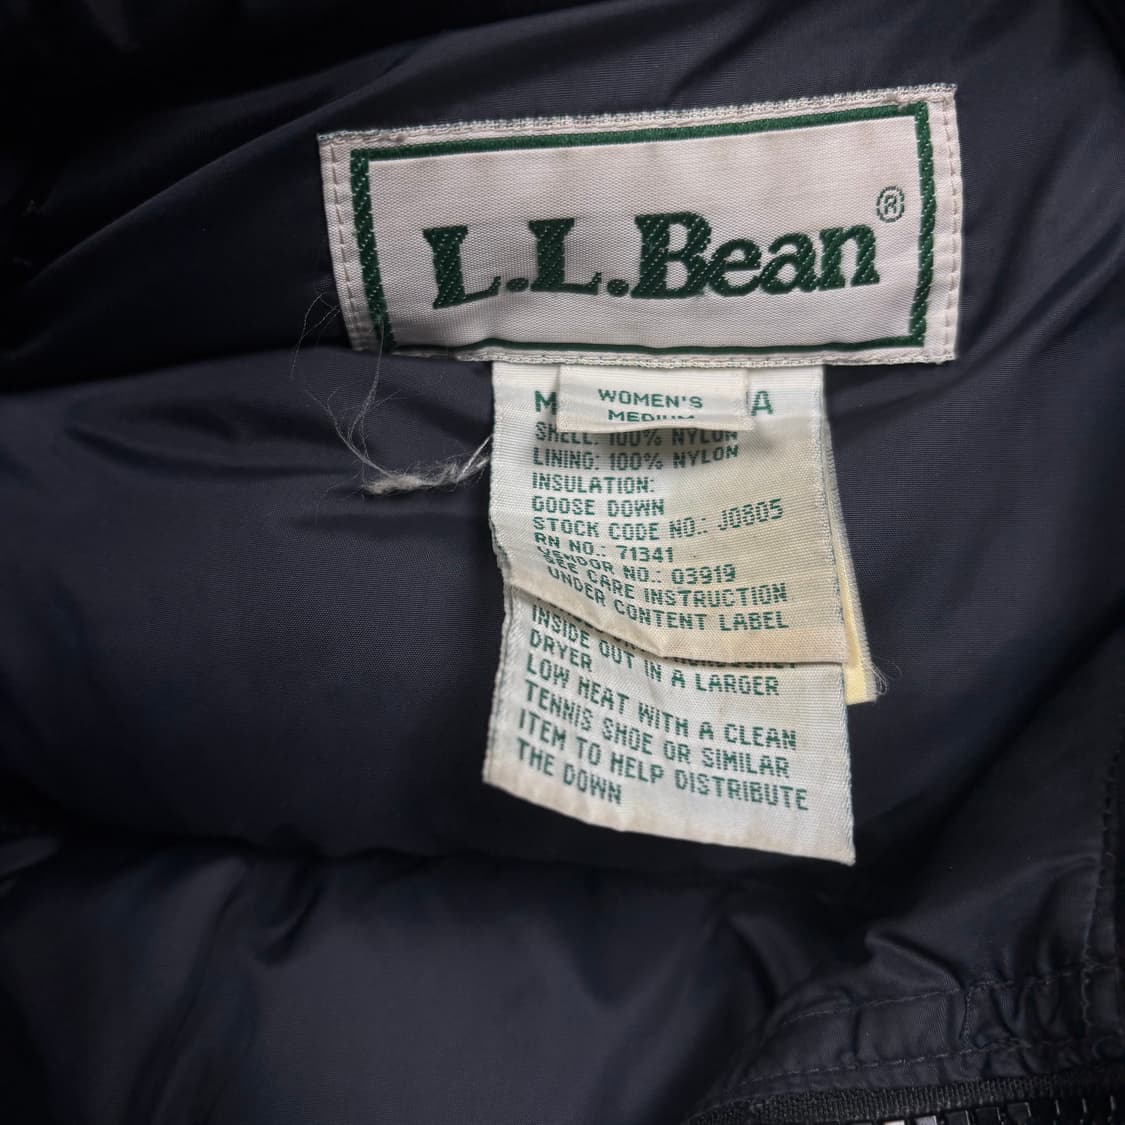 L.L.Bean®
WOMEN'S
MEDIUM
SHELL: 100% NYLON
LINING: 100% NYLON
INSULATION:
GOOSE DOWN
STOCK CODE NO.: J0805
RN NO.: 71341
VENDOR NO.: 03919
SEE CARE INSTRUCTION
UNDER CONTENT LABEL
INSIDE OUT IN A LARGER
DRYER
LOW HEAT WITH A CLEAN
TENNIS SHOE OR SIMILAR
ITEM TO HELP DISTRIBUTE
THE DOWN